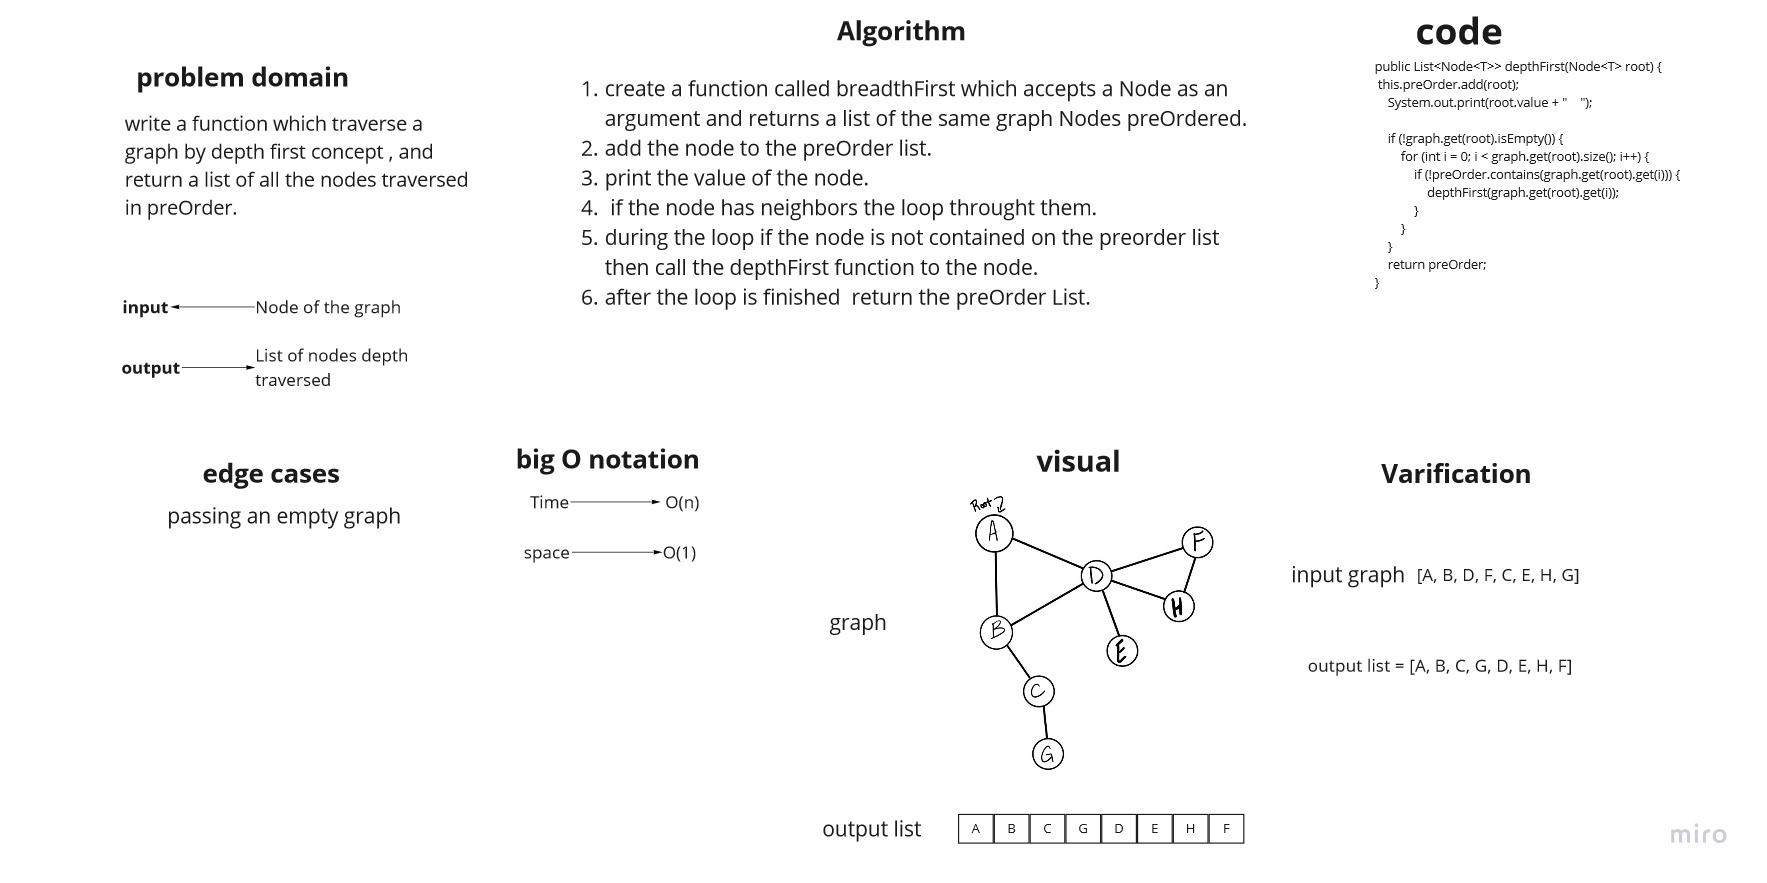 problem domain
write a function which traverse a
graph by depth first concept , and
return a list of all the nodes traversed
in preOrder.
input
Node of the graph
output
List of nodes depth
traversed
Algorithm
1. create a function called breadthFirst which accepts a Node as an
argument and returns a list of the same graph Nodes preOrdered.
2. add the node to the preOrder list.
3. print the value of the node.
4.  if the node has neighbors the loop throught them.
5. during the loop if the node is not contained on the preorder list
then call the depthFirst function to the node.
6. after the loop is finished  return the preOrder List.
code
public List<Node<T>> depthFirst(Node<T> root) {
this.preOrder.add(root);
System.out.print(root.value + "    ");
if (!graph.get(root).isEmpty()) {
for (int i = 0; i < graph.get(root).size(); i++) {
if (!preOrder.contains(graph.get(root).get(i))) {
depthFirst(graph.get(root).get(i));
}
}
}
return preOrder;
}
edge cases
passing an empty graph
big O notation
Time
O(n)
space
O(1)
visual
Root
A
F
D
H
B
E
C
G
graph
output list
A B C G D E H F
Varification
input graph [A, B, D, F, C, E, H, G]
output list = [A, B, C, G, D, E, H, F]
miro